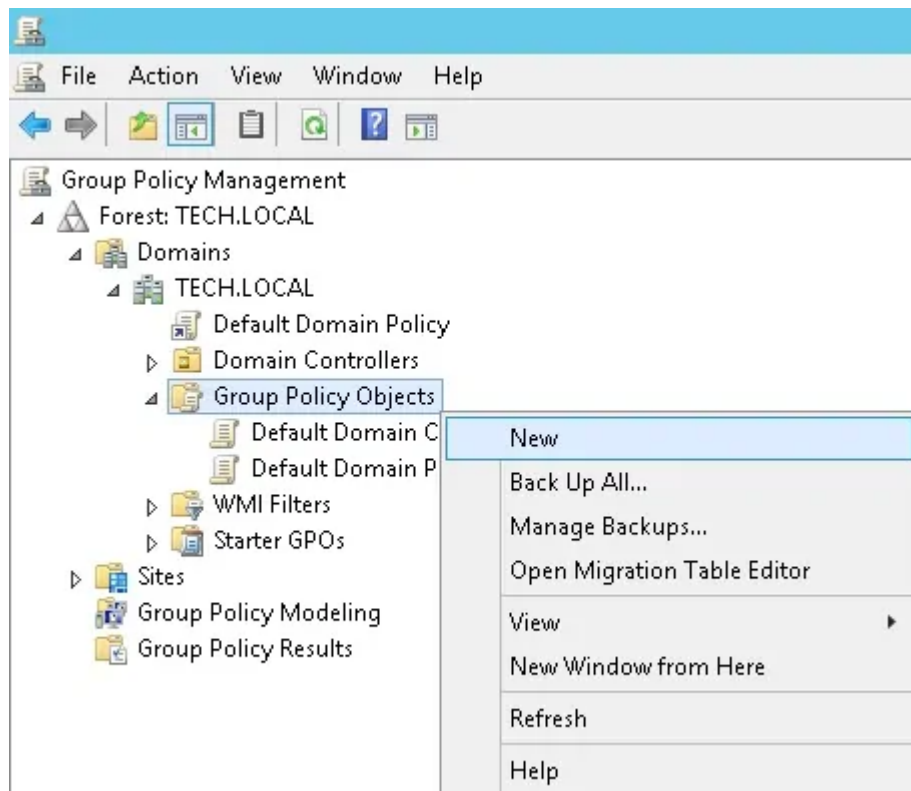 File Action View Window Help
Group Policy Management
Forest: TECH.LOCAL
Domains
TECH.LOCAL
Default Domain Policy
Domain Controllers
Group Policy Objects
Default Domain C
Default Domain P
WMI Filters
Starter GPOs
Sites
Group Policy Modeling
Group Policy Results
New
Back Up All...
Manage Backups...
Open Migration Table Editor
View
New Window from Here
Refresh
Help